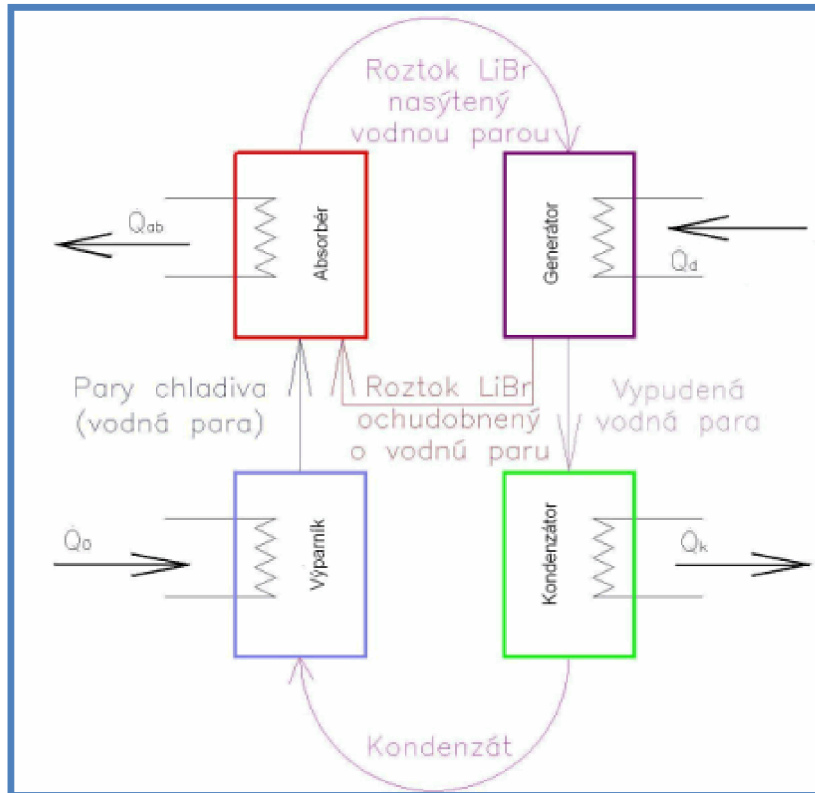 Roztok LiBr
nasýtený
vodnou parou
Q̇ab
Absorbér
Generátor
Q̇d
Pary chladiva
(vodná para)
Roztok LiBr
ochudobnený
o vodnú paru
Vypudená
vodná para
Q̇o
Výparník
Kondenzátor
Q̇k
Kondenzát